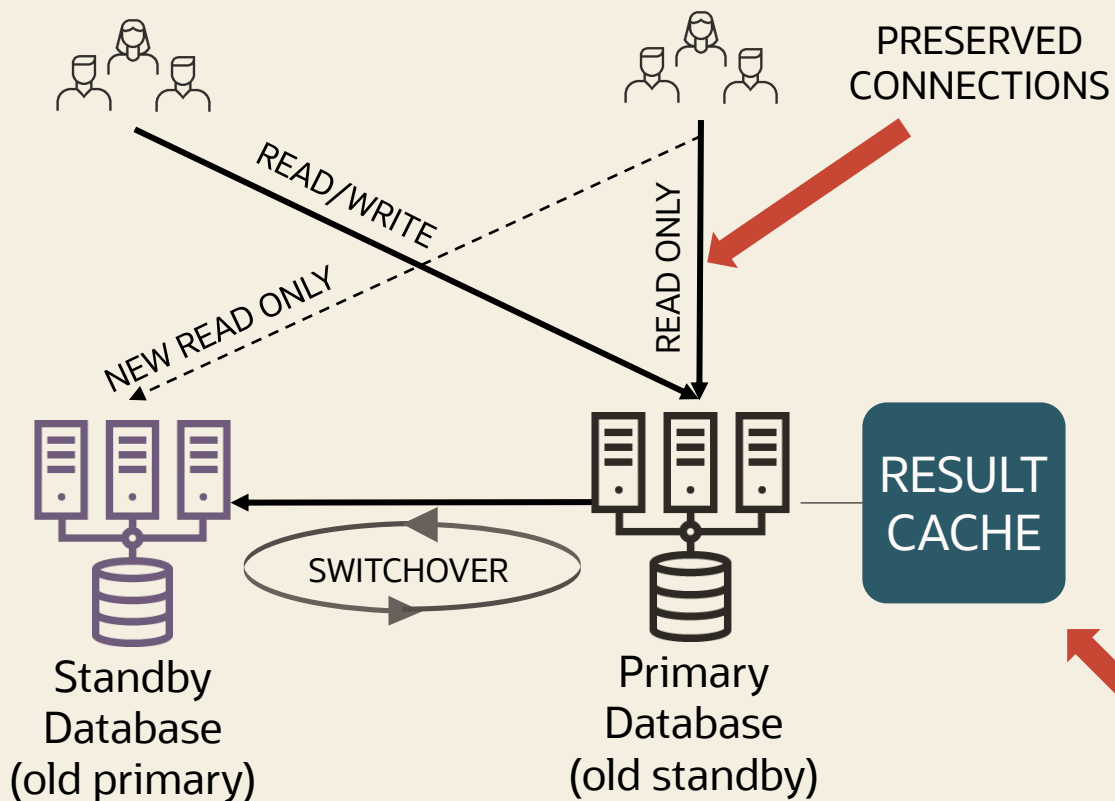 PRESERVED
CONNECTIONS
READ/WRITE
READ ONLY
NEW READ ONLY
RESULT
CACHE
SWITCHOVER
Standby
Database
(old primary)
Primary
Database
(old standby)